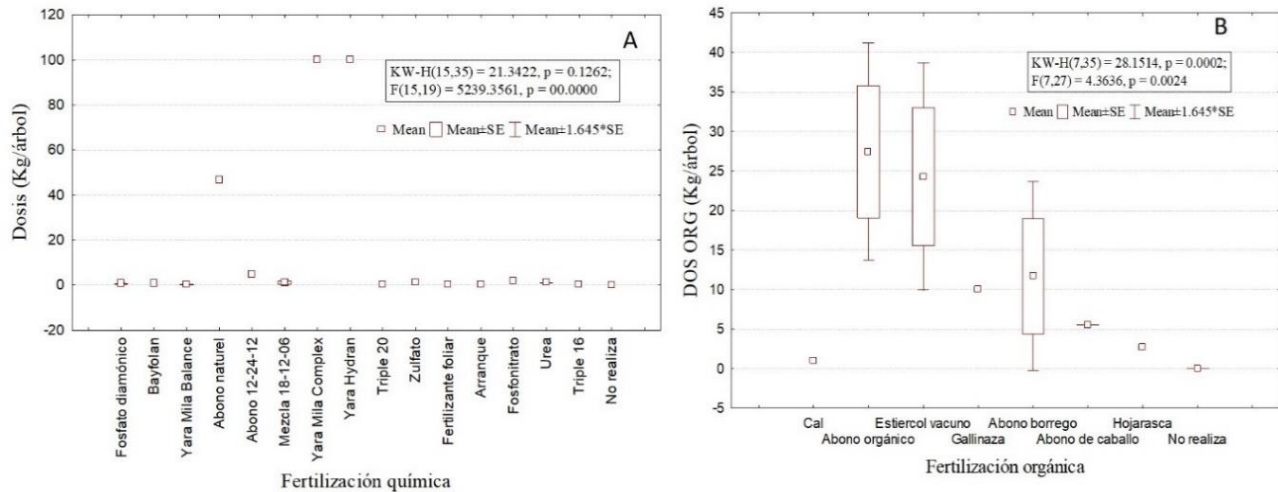 A
KW-H(15,35) = 21.3422, p = 0.1262;
F(15,19) = 5239.3561, p = 00.0000
Mean Mean±SE Mean±1.645*SE
Dosis (Kg/árbol)
120
100
80
60
40
20
0
-20
Fosfato diamónico
Bayfolan
Yara Mila Balance
Abono naturel
Abono 12-24-12
Mezcla 18-12-06
Yara Mila Complex
Yara Hydran
Triple 20
Zulfato
Fertilizante foliar
Arranque
Fosfonitrato
Urea
Triple 16
No realiza
Fertilización química
B
KW-H(7,35) = 28.1514, p = 0.0002;
F(7,27) = 4.3636, p = 0.0024
Mean Mean±SE Mean±1.645*SE
DOS ORG (Kg/árbol)
45
40
35
30
25
20
15
10
5
0
-5
Cal Estiercol vacuno Abono borrego Hojarasca
Abono orgánico Gallinaza Abono de caballo No realiza
Fertilización orgánica